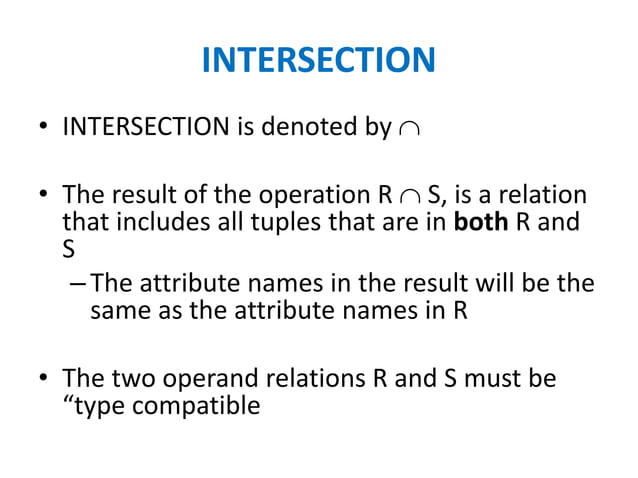 INTERSECTION
• INTERSECTION is denoted by ∩
• The result of the operation R ∩ S, is a relation
that includes all tuples that are in both R and
S
– The attribute names in the result will be the
same as the attribute names in R
• The two operand relations R and S must be
“type compatible